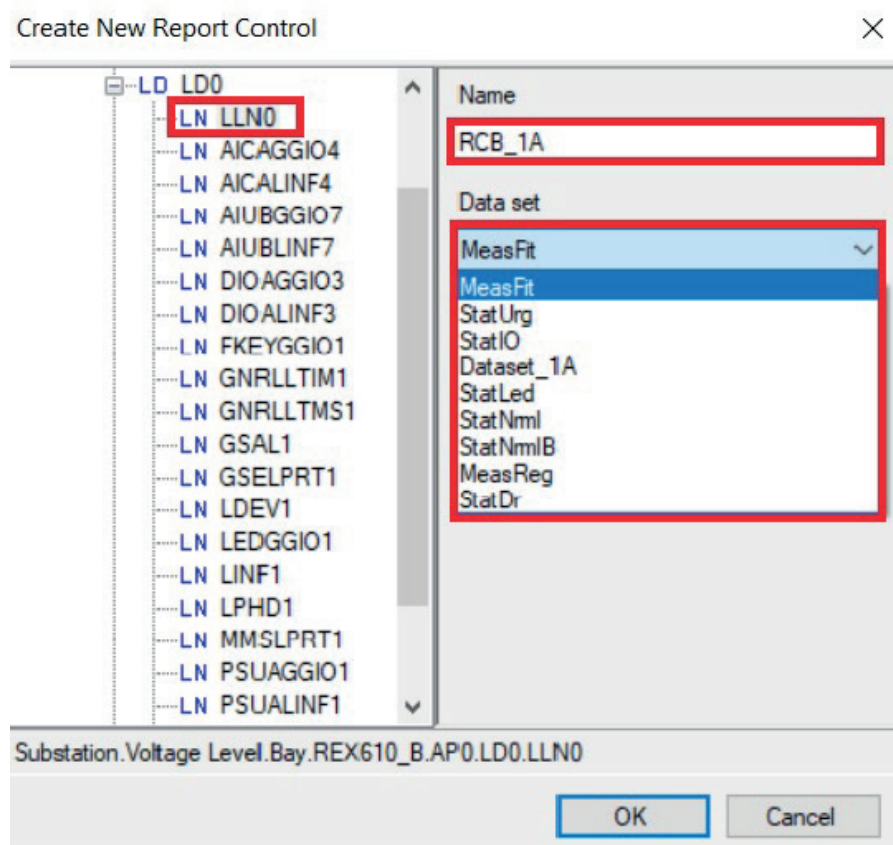 Create New Report Control
LD LD0
LN LLN0
LN AICAGGIO4
LN AICALINF4
LN AIUBGGIO7
LN AIUBLINF7
LN DIOAGGIO3
LN DIOALINF3
LN FKEYGGIO1
LN GNRLLTIM1
LN GNRLLTMS1
LN GSAL1
LN GSELPRT1
LN LDEV1
LN LEDGGIO1
LN LINF1
LN LPHD1
LN MMSLPRT1
LN PSUAGGIO1
LN PSUALINF1
Name
RCB_1A
Data set
MeasFlt
MeasFlt
StatUrg
StatIO
Dataset_1A
StatLed
StatNrml
StatNrmlB
MeasReg
StatDr
Substation.Voltage Level.Bay.REX610_B.AP0.LD0.LLN0
OK
Cancel